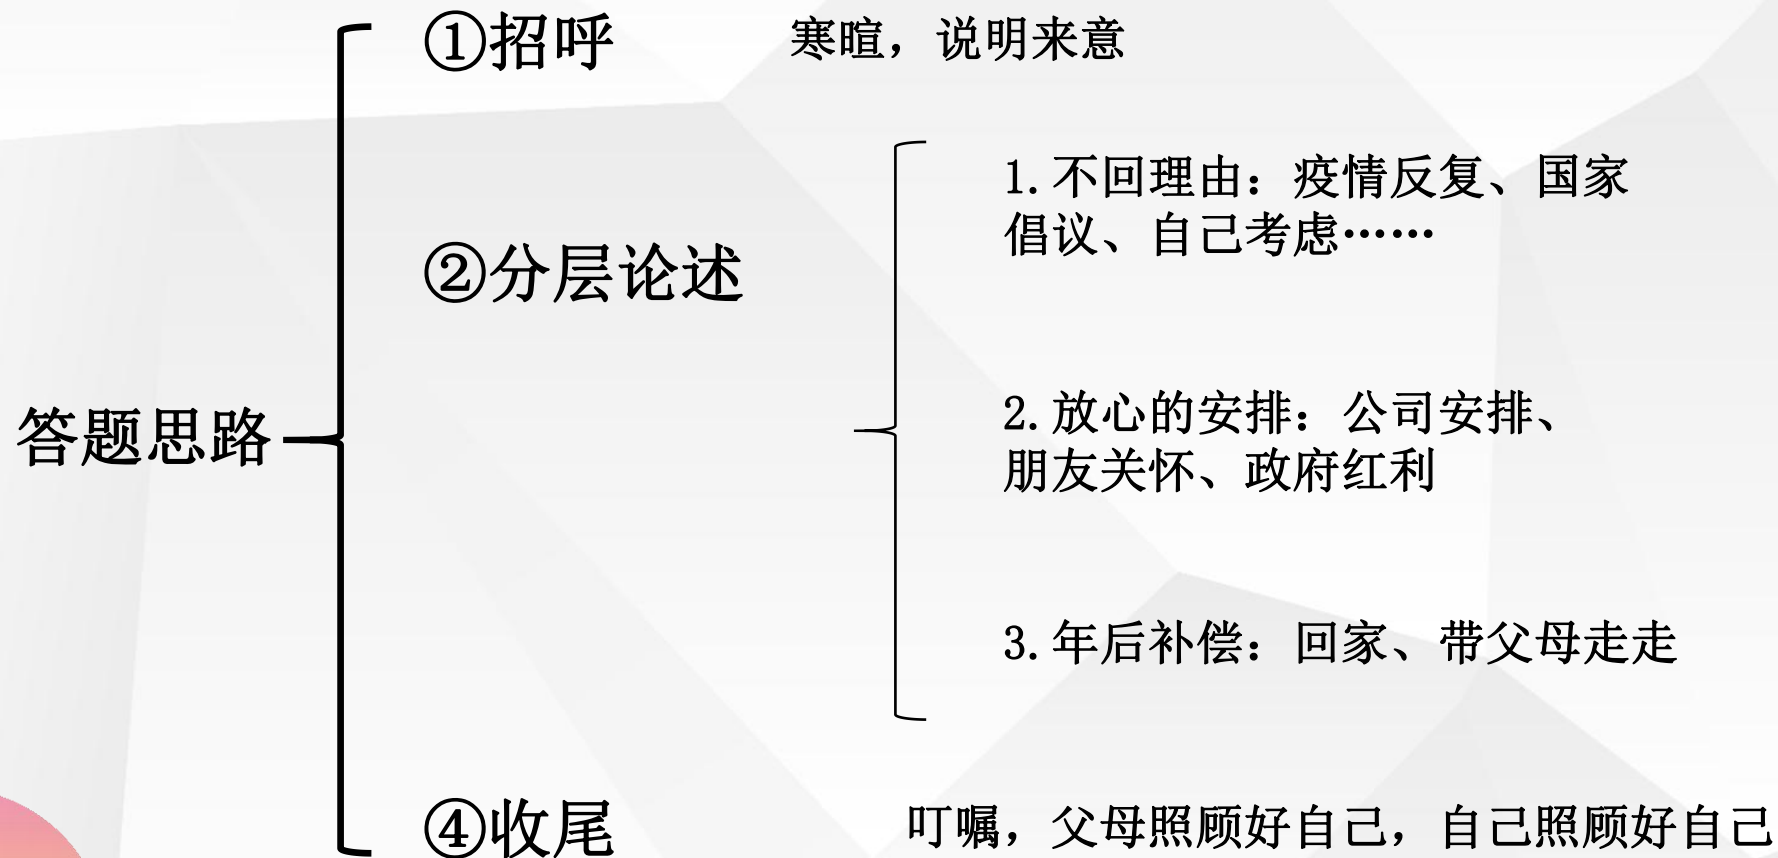 ①招呼
寒暄，说明来意
1.不回理由：疫情反复、国家
倡议、自己考虑……
②分层论述
答题思路
2.放心的安排：公司安排、
朋友关怀、政府红利
3.年后补偿：回家、带父母走走
④收尾
叮嘱，父母照顾好自己，自己照顾好自己